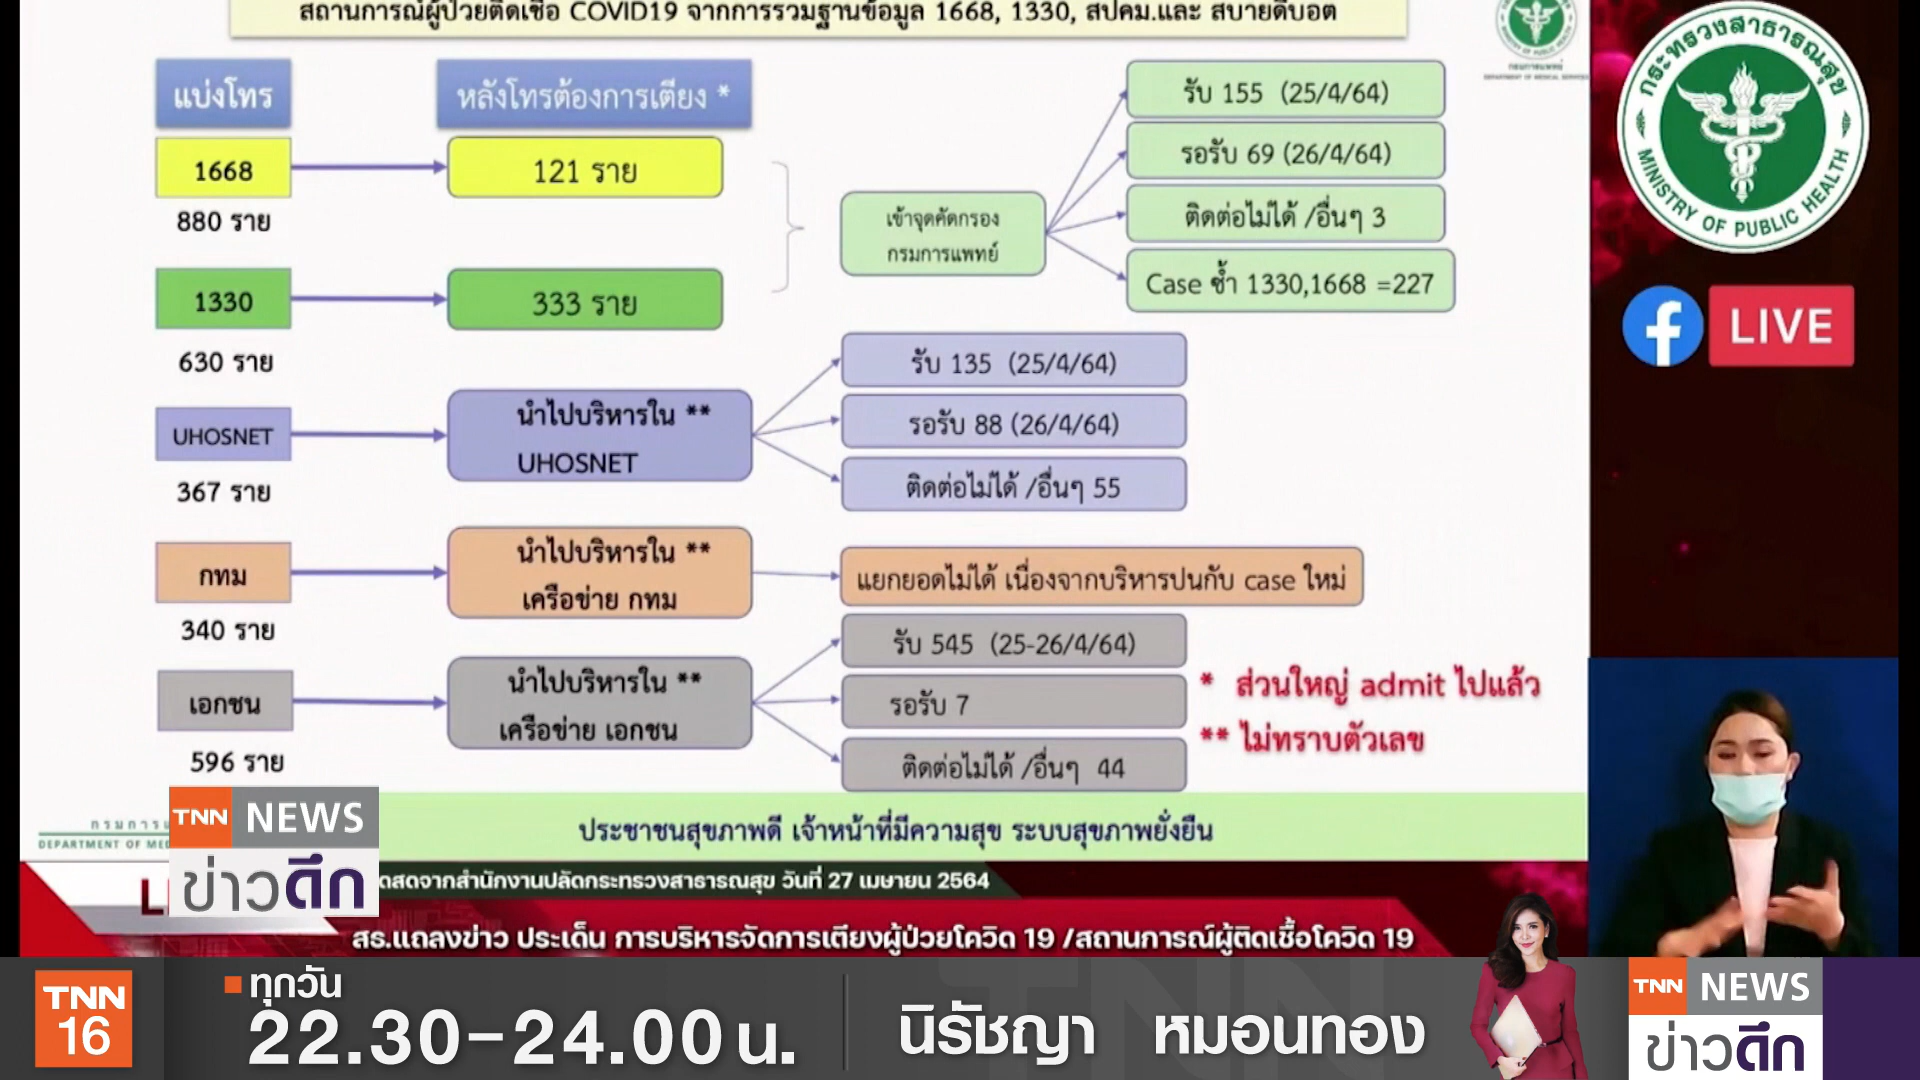 สถานการณ์ผู้ป่วยติดเชื้อ COVID19 จากการรวมฐานข้อมูล 1668, 1330, สปคม.และ สบายดีบอต
แบ่งโทร
หลังโทรต้องการเตียง *
1668
121 ราย
880 ราย
1330
333 ราย
630 ราย
เข้าจุดคัดกรอง
กรมการแพทย์
รับ 155 (25/4/64)
รอรับ 69 (26/4/64)
ติดต่อไม่ได้ /อื่นๆ 3
Case ซ้ำ 1330,1668 =227
UHOSNET
367 ราย
นำไปบริหารใน **
UHOSNET
รับ 135 (25/4/64)
รอรับ 88 (26/4/64)
ติดต่อไม่ได้ /อื่นๆ 55
กทม
340 ราย
นำไปบริหารใน **
เครือข่าย กทม
แยกยอดไม่ได้ เนื่องจากบริหารปนกับ case ใหม่
เอกชน
596 ราย
นำไปบริหารใน **
เครือข่าย เอกชน
รับ 545 (25-26/4/64)
รอรับ 7
ติดต่อไม่ได้ /อื่นๆ 44
* ส่วนใหญ่ admit ไปแล้ว
** ไม่ทราบตัวเลข
ประชาชนสุขภาพดี เจ้าหน้าที่มีความสุข ระบบสุขภาพยั่งยืน
กรมการแพทย์
DEPARTMENT OF MEDICAL SERVICES
กระทรวงสาธารณสุข
MINISTRY OF PUBLIC HEALTH
f LIVE
DEPARTMENT OF MED
TNN NEWS
ข่าวดึก
ดสดจากสำนักงานปลัดกระทรวงสาธารณสุข วันที่ 27 เมษายน 2564
สธ.แถลงข่าว ประเด็น การบริหารจัดการเตียงผู้ป่วยโควิด 19 /สถานการณ์ผู้ติดเชื้อโควิด 19
TNN
16
ทุกวัน
22.30-24.00 น.
นิรัชญา หมอนทอง
TNN NEWS
ข่าวดึก